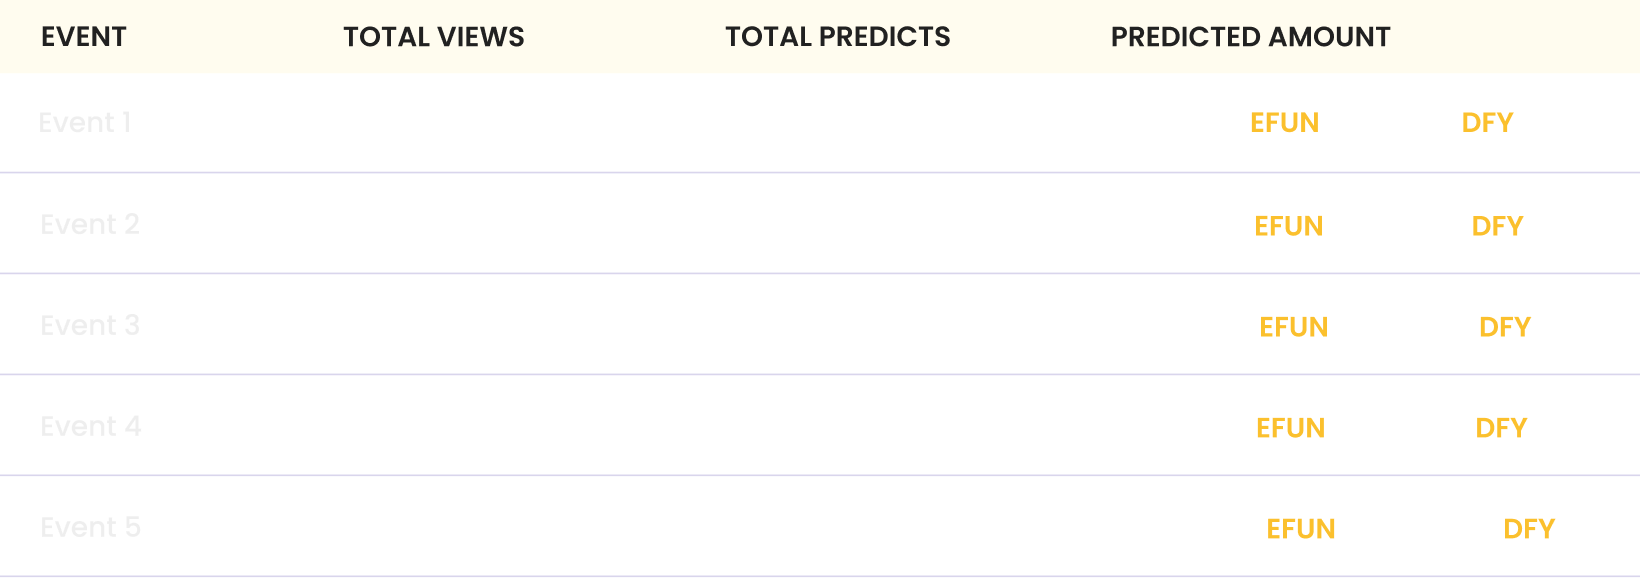 EVENT TOTAL VIEWS TOTAL PREDICTS PREDICTED AMOUNT
Event 1 EFUN DFY
Event 2 EFUN DFY
Event 3 EFUN DFY
Event 4 EFUN DFY
Event 5 EFUN DFY